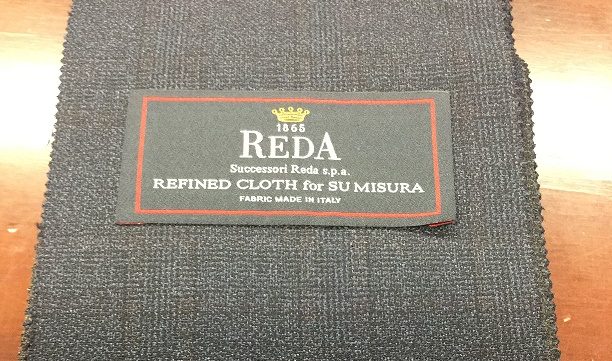 1865
REDA
Successori Reda s.p.a.
REFINED CLOTH for SU MISURA
FABRIC MADE IN ITALY